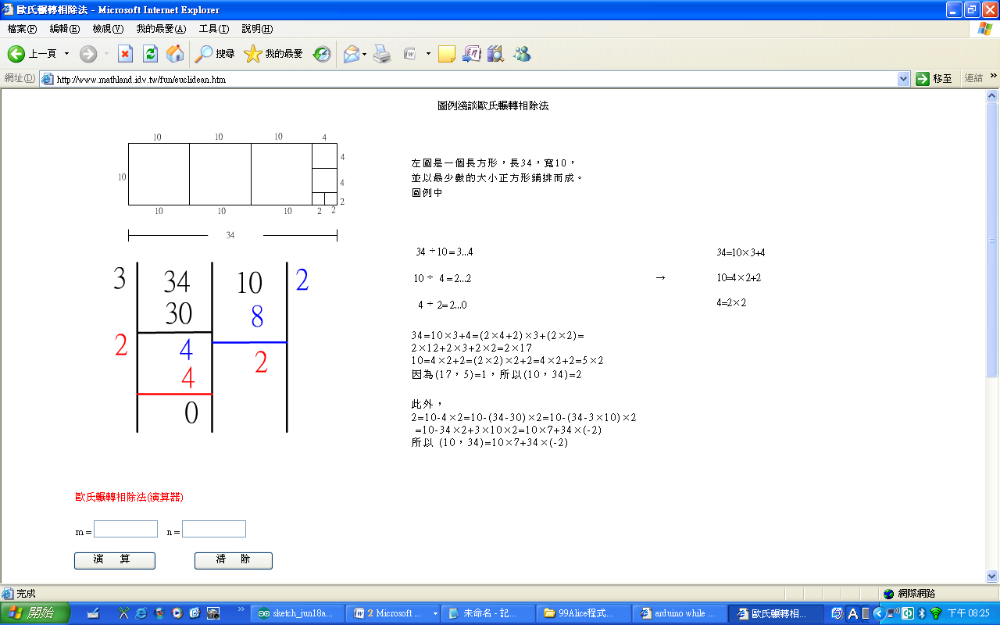 歐氏輾轉相除法 - Microsoft Internet Explorer
檔案(F) 編輯(E) 檢視(V) 我的最愛(A) 工具(T) 說明(H)
上一頁 搜尋 我的最愛
網址(D) http://www.mathland.idv.tw/fun/euclidean.htm 移至 連結 »
圖例淺談歐氏輾轉相除法
10 10 10 4
10
4
4
2
10 10 10 2 2
34
左圖是一個長方形，長34，寬10，
並以最少數的大小正方形鋪排而成。
圖例中
34 ÷10 = 3...4
10 ÷ 4 = 2...2
4 ÷ 2= 2...0
→
34=10×3+4
10=4×2+2
4=2×2
3 34 10 2
30 8
2 4 2
4
0
34=10×3+4=(2×4+2)×3+(2×2)=
2×12+2×3+2×2=2×17
10=4×2+2=(2×2)×2+2=4×2+2=5×2
因為(17，5)=1，所以(10，34)=2
此外，
2=10-4×2=10-(34-30)×2=10-(34-3×10)×2
=10-34×2+3×10×2=10×7+34×(-2)
所以 (10，34)=10×7+34×(-2)
歐氏輾轉相除法(演算器)
m = n =
演 算 清 除
完成 網際網路
開始 » sketch_jun18a... 2 Microsoft ... 未命名 - 記... 99Alice程式... arduino while ... 歐氏輾轉相... A 下午 08:25